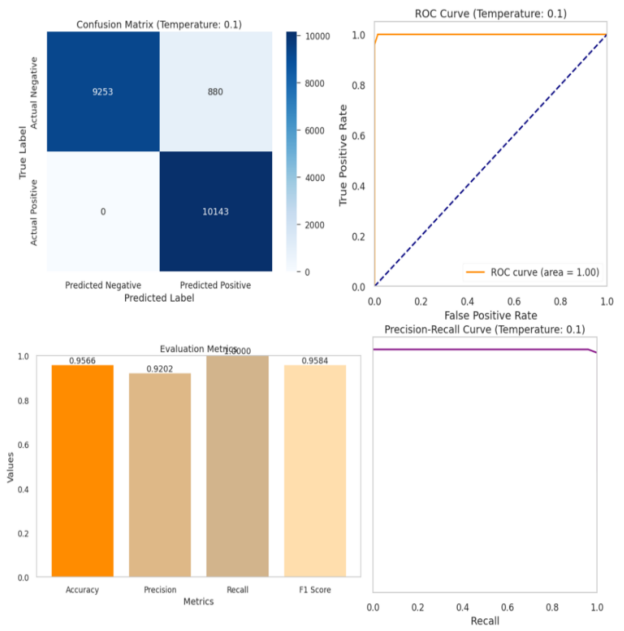 Confusion Matrix (Temperature: 0.1)
True Label
Actual Negative
Actual Positive
9253
880
0
10143
Predicted Negative
Predicted Positive
Predicted Label
10000
8000
6000
4000
2000
0
ROC Curve (Temperature: 0.1)
True Positive Rate
1.0
0.8
0.6
0.4
0.2
0.0
ROC curve (area = 1.00)
0.0 0.2 0.4 0.6 0.8 1.0
False Positive Rate
Evaluation Metrics
Values
1.0
0.8
0.6
0.4
0.2
0.0
0.9566
0.9202
1.0000
0.9584
Accuracy
Precision
Recall
F1 Score
Metrics
Precision-Recall Curve (Temperature: 0.1)
0.0 0.2 0.4 0.6 0.8 1.0
Recall